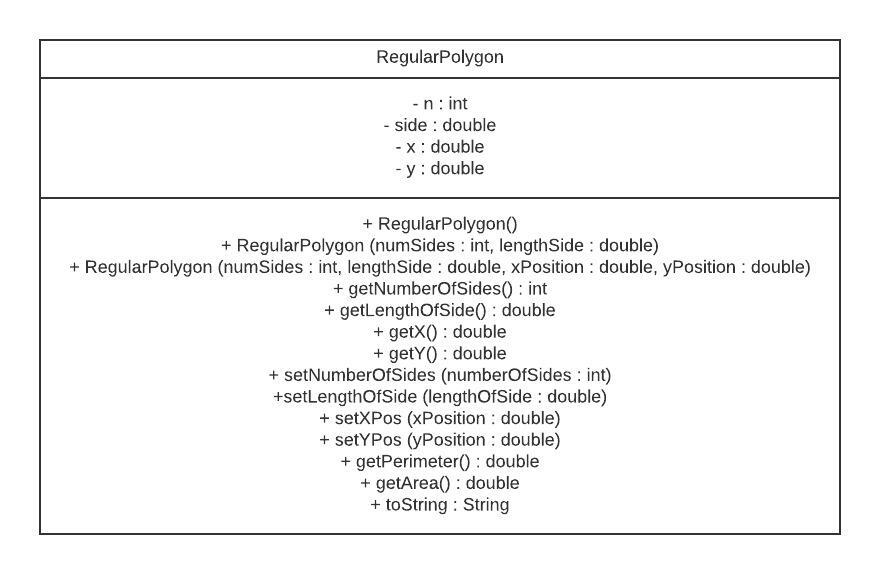 RegularPolygon
- n : int
- side : double
- x : double
- y : double
+ RegularPolygon()
+ RegularPolygon (numSides : int, lengthSide : double)
+ RegularPolygon (numSides : int, lengthSide : double, xPosition : double, yPosition : double)
+ getNumberOfSides() : int
+ getLengthOfSide() : double
+ getX() : double
+ getY() : double
+ setNumberOfSides (numberOfSides : int)
+setLengthOfSide (lengthOfSide : double)
+ setXPos (xPosition : double)
+ setYPos (yPosition : double)
+ getPerimeter() : double
+ getArea() : double
+ toString : String